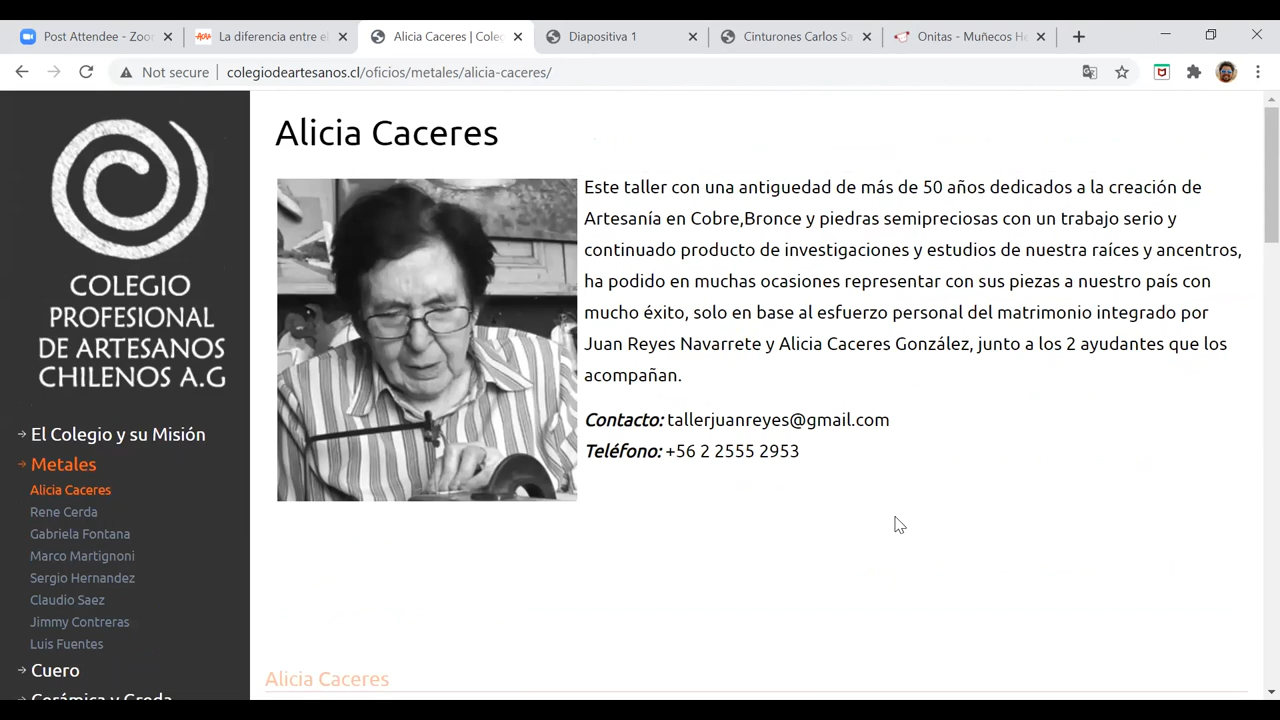 Post Attendee - Zoo
La diferencia entre el
Alicia Caceres | Coleg
Diapositiva 1
Cinturones Carlos Sa
Onitas - Muñecos He
Not secure
colegiodeartesanos.cl/oficios/metales/alicia-caceres/
COLEGIO
PROFESIONAL
DE ARTESANOS
CHILENOS A.G
El Colegio y su Misión
Metales
Alicia Caceres
Rene Cerda
Gabriela Fontana
Marco Martignoni
Sergio Hernandez
Claudio Saez
Jimmy Contreras
Luis Fuentes
Cuero
Cerámica y Greda
Alicia Caceres
Este taller con una antiguedad de más de 50 años dedicados a la creación de
Artesanía en Cobre,Bronce y piedras semipreciosas con un trabajo serio y
continuado producto de investigaciones y estudios de nuestra raíces y ancentros,
ha podido en muchas ocasiones representar con sus piezas a nuestro país con
mucho éxito, solo en base al esfuerzo personal del matrimonio integrado por
Juan Reyes Navarrete y Alicia Caceres González, junto a los 2 ayudantes que los
acompañan.
Contacto: tallerjuanreyes@gmail.com
Teléfono: +56 2 2555 2953
Alicia Caceres